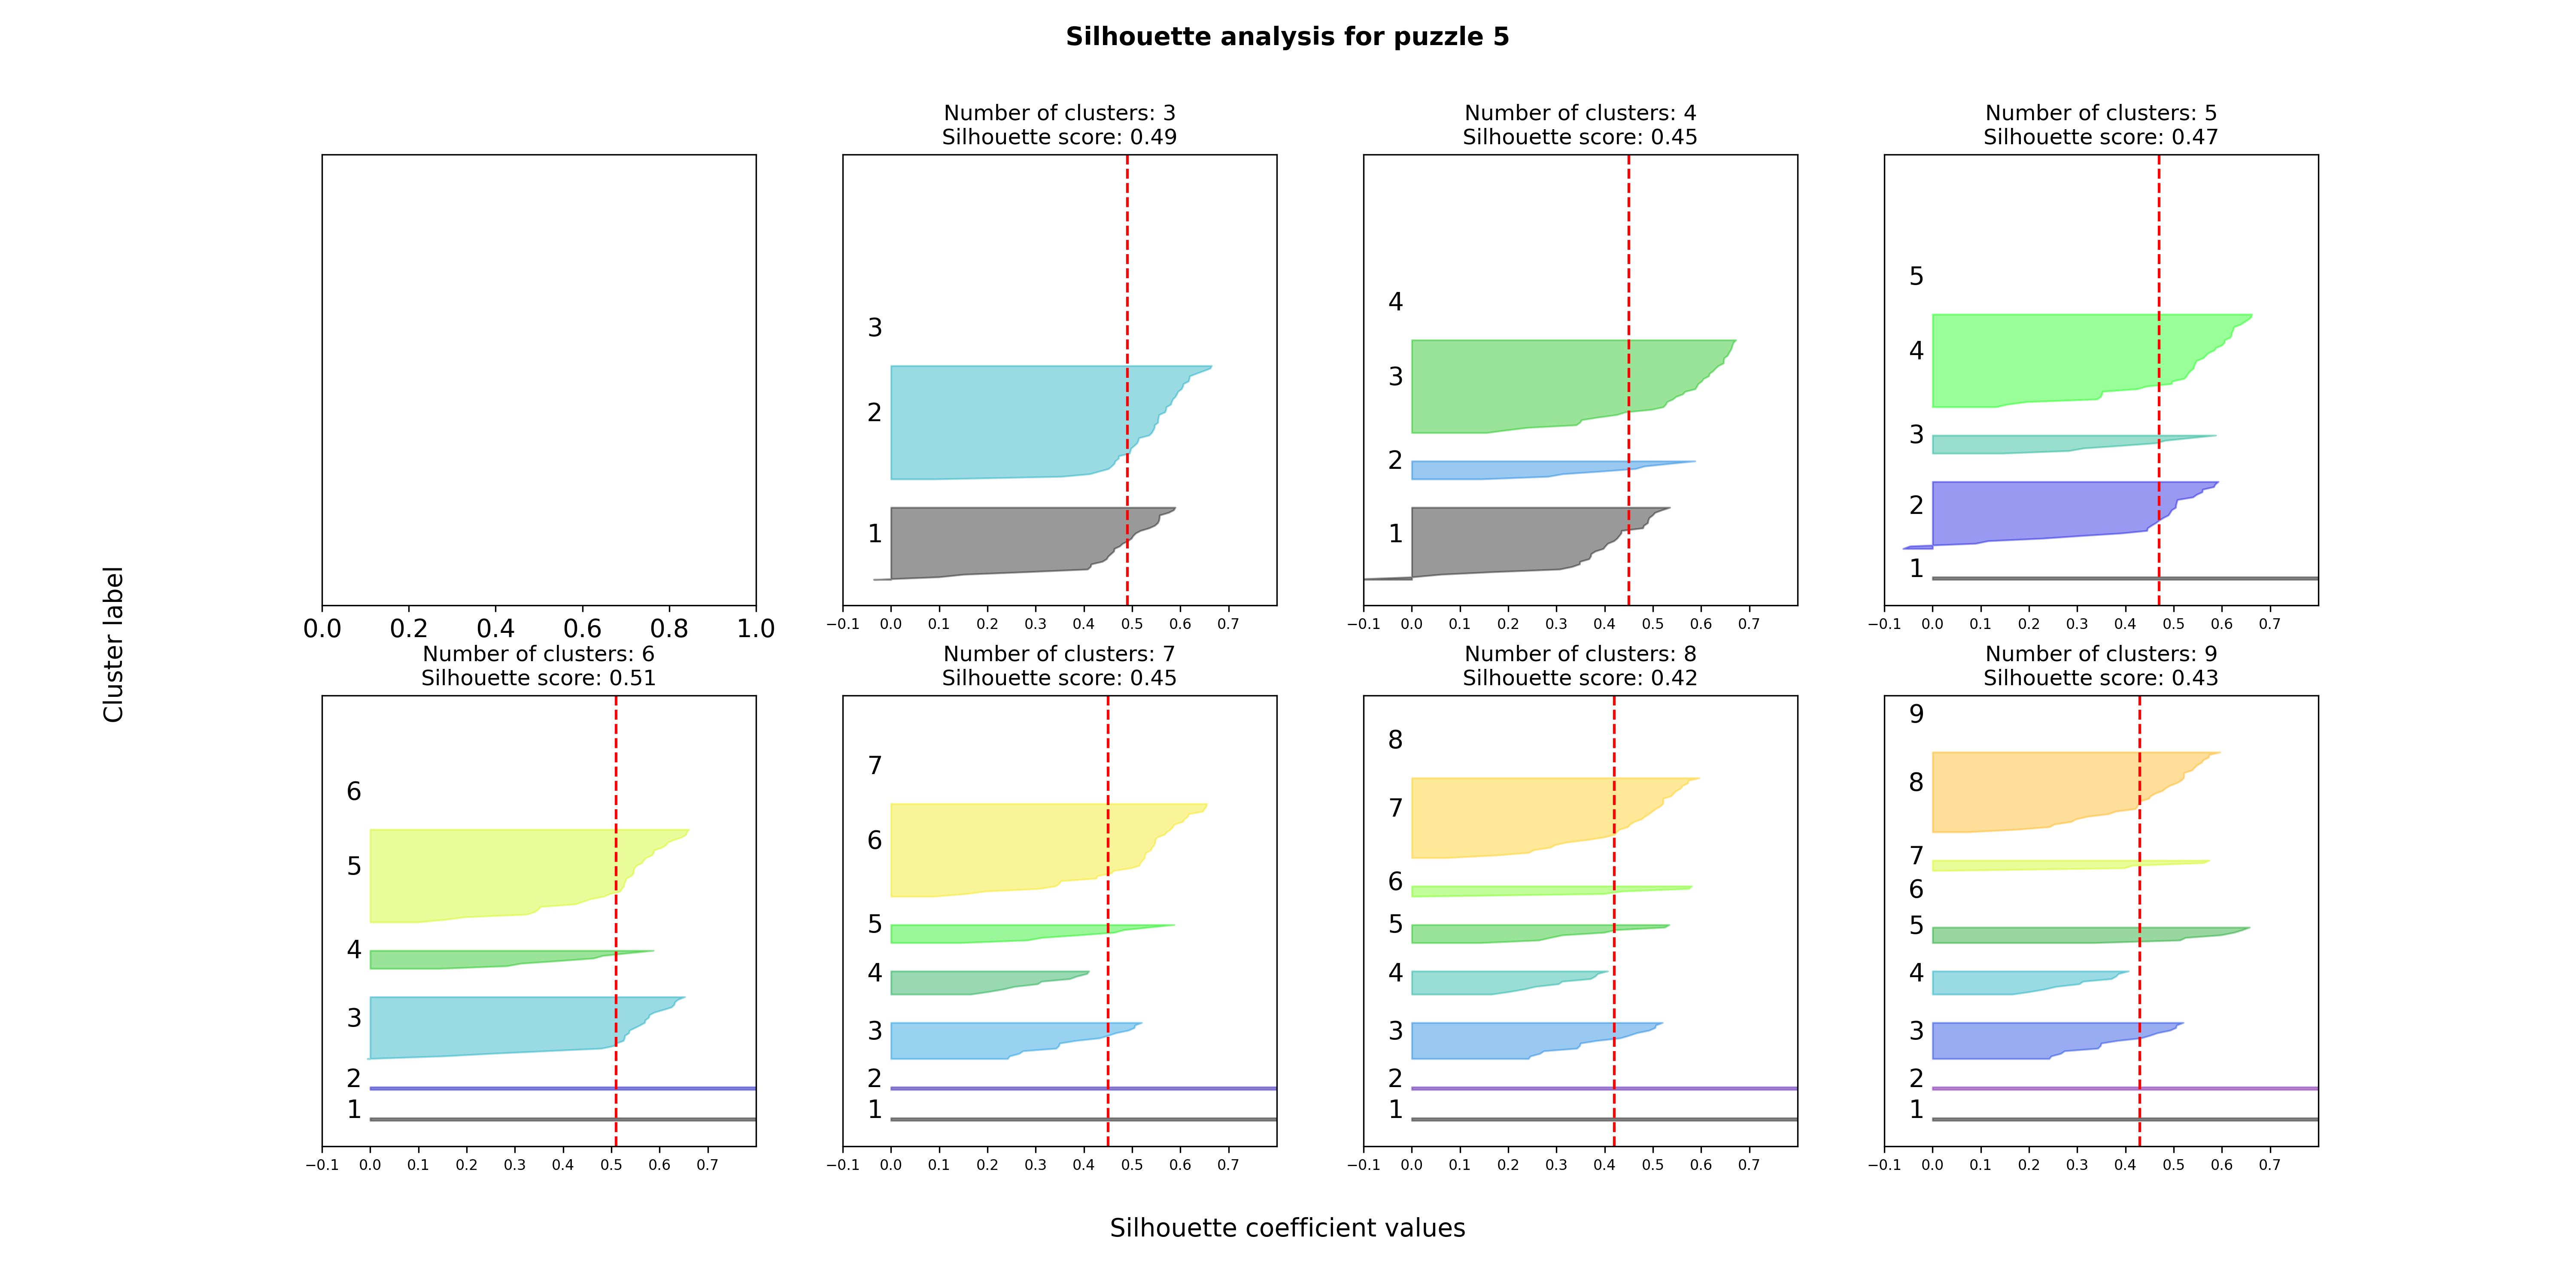 Silhouette analysis for puzzle 5
Number of clusters: 3
Silhouette score: 0.49
Number of clusters: 4
Silhouette score: 0.45
Number of clusters: 5
Silhouette score: 0.47
3
2
1
4
3
2
1
5
4
3
2
1
0.0 0.2 0.4 0.6 0.8 1.0
−0.1 0.0 0.1 0.2 0.3 0.4 0.5 0.6 0.7
−0.1 0.0 0.1 0.2 0.3 0.4 0.5 0.6 0.7
−0.1 0.0 0.1 0.2 0.3 0.4 0.5 0.6 0.7
Cluster label
Number of clusters: 6
Silhouette score: 0.51
Number of clusters: 7
Silhouette score: 0.45
Number of clusters: 8
Silhouette score: 0.42
Number of clusters: 9
Silhouette score: 0.43
6
5
4
3
2
1
7
6
5
4
3
2
1
8
7
6
5
4
3
2
1
9
8
7
6
5
4
3
2
1
−0.1 0.0 0.1 0.2 0.3 0.4 0.5 0.6 0.7
−0.1 0.0 0.1 0.2 0.3 0.4 0.5 0.6 0.7
−0.1 0.0 0.1 0.2 0.3 0.4 0.5 0.6 0.7
−0.1 0.0 0.1 0.2 0.3 0.4 0.5 0.6 0.7
Silhouette coefficient values